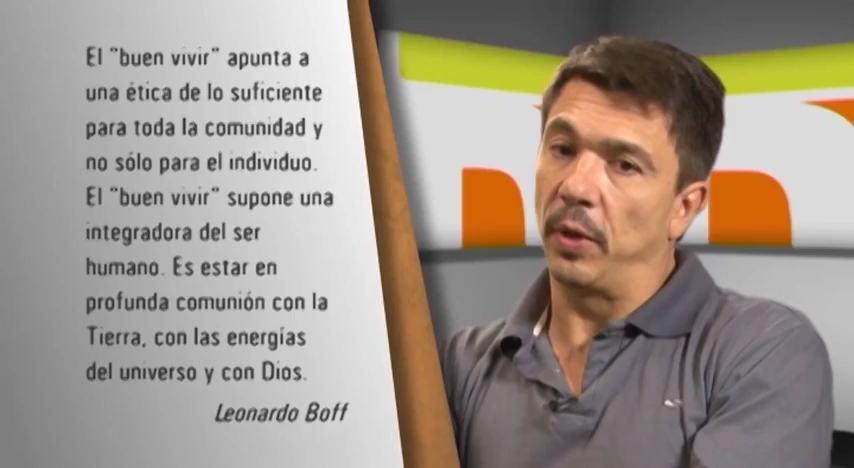 El "buen vivir" apunta a
una ética de lo suficiente
para toda la comunidad y
no sólo para el individuo.
El "buen vivir" supone una
integradora del ser
humano. Es estar en
profunda comunión con la
Tierra, con las energías
del universo y con Dios.
Leonardo Boff